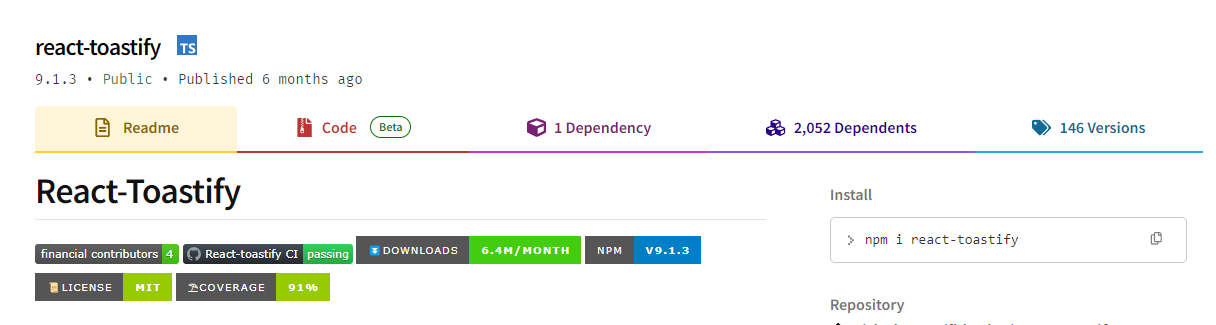 react-toastify TS
9.1.3 • Public • Published 6 months ago
Readme
Code Beta
1 Dependency
2,052 Dependents
146 Versions
React-Toastify
financial contributors 4 React-toastify CI passing DOWNLOADS 6.4M/MONTH NPM V9.1.3
LICENSE MIT COVERAGE 91%
Install
npm i react-toastify
Repository